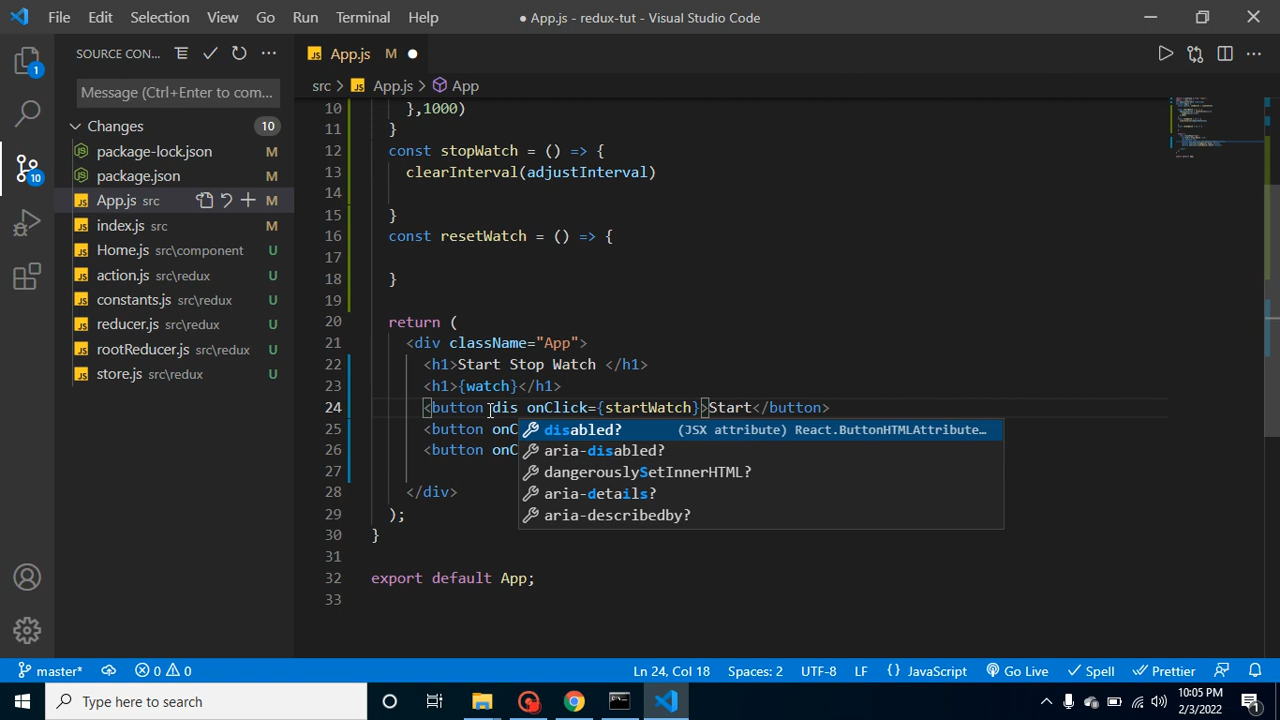 File Edit Selection View Go Run Terminal Help
● App.js - redux-tut - Visual Studio Code
SOURCE CON...
App.js M
src > App.js > App
1
Message (Ctrl+Enter to com...
Changes 10
package-lock.json M
package.json M
App.js src M
index.js src M
Home.js src\component U
action.js src\redux U
constants.js src\redux U
reducer.js src\redux U
rootReducer.js src\redux U
store.js src\redux U
10
10 },1000)
11 }
12 const stopWatch = () => {
13 clearInterval(adjustInterval)
14
15 }
16 const resetWatch = () => {
17
18 }
19
20 return (
21 <div className="App">
22 <h1>Start Stop Watch </h1>
23 <h1>{watch}</h1>
24 <button dis onClick={startWatch}>Start</button>
25 <button onC
26 <button onC
27
28 </div>
29 );
30 }
31
32 export default App;
33
disabled? (JSX attribute) React.ButtonHTMLAttribute...
aria-disabled?
dangerouslySetInnerHTML?
aria-details?
aria-describedby?
master* 0 0 Ln 24, Col 18 Spaces: 2 UTF-8 LF { } JavaScript Go Live Spell Prettier
Type here to search
10:05 PM
2/3/2022
1